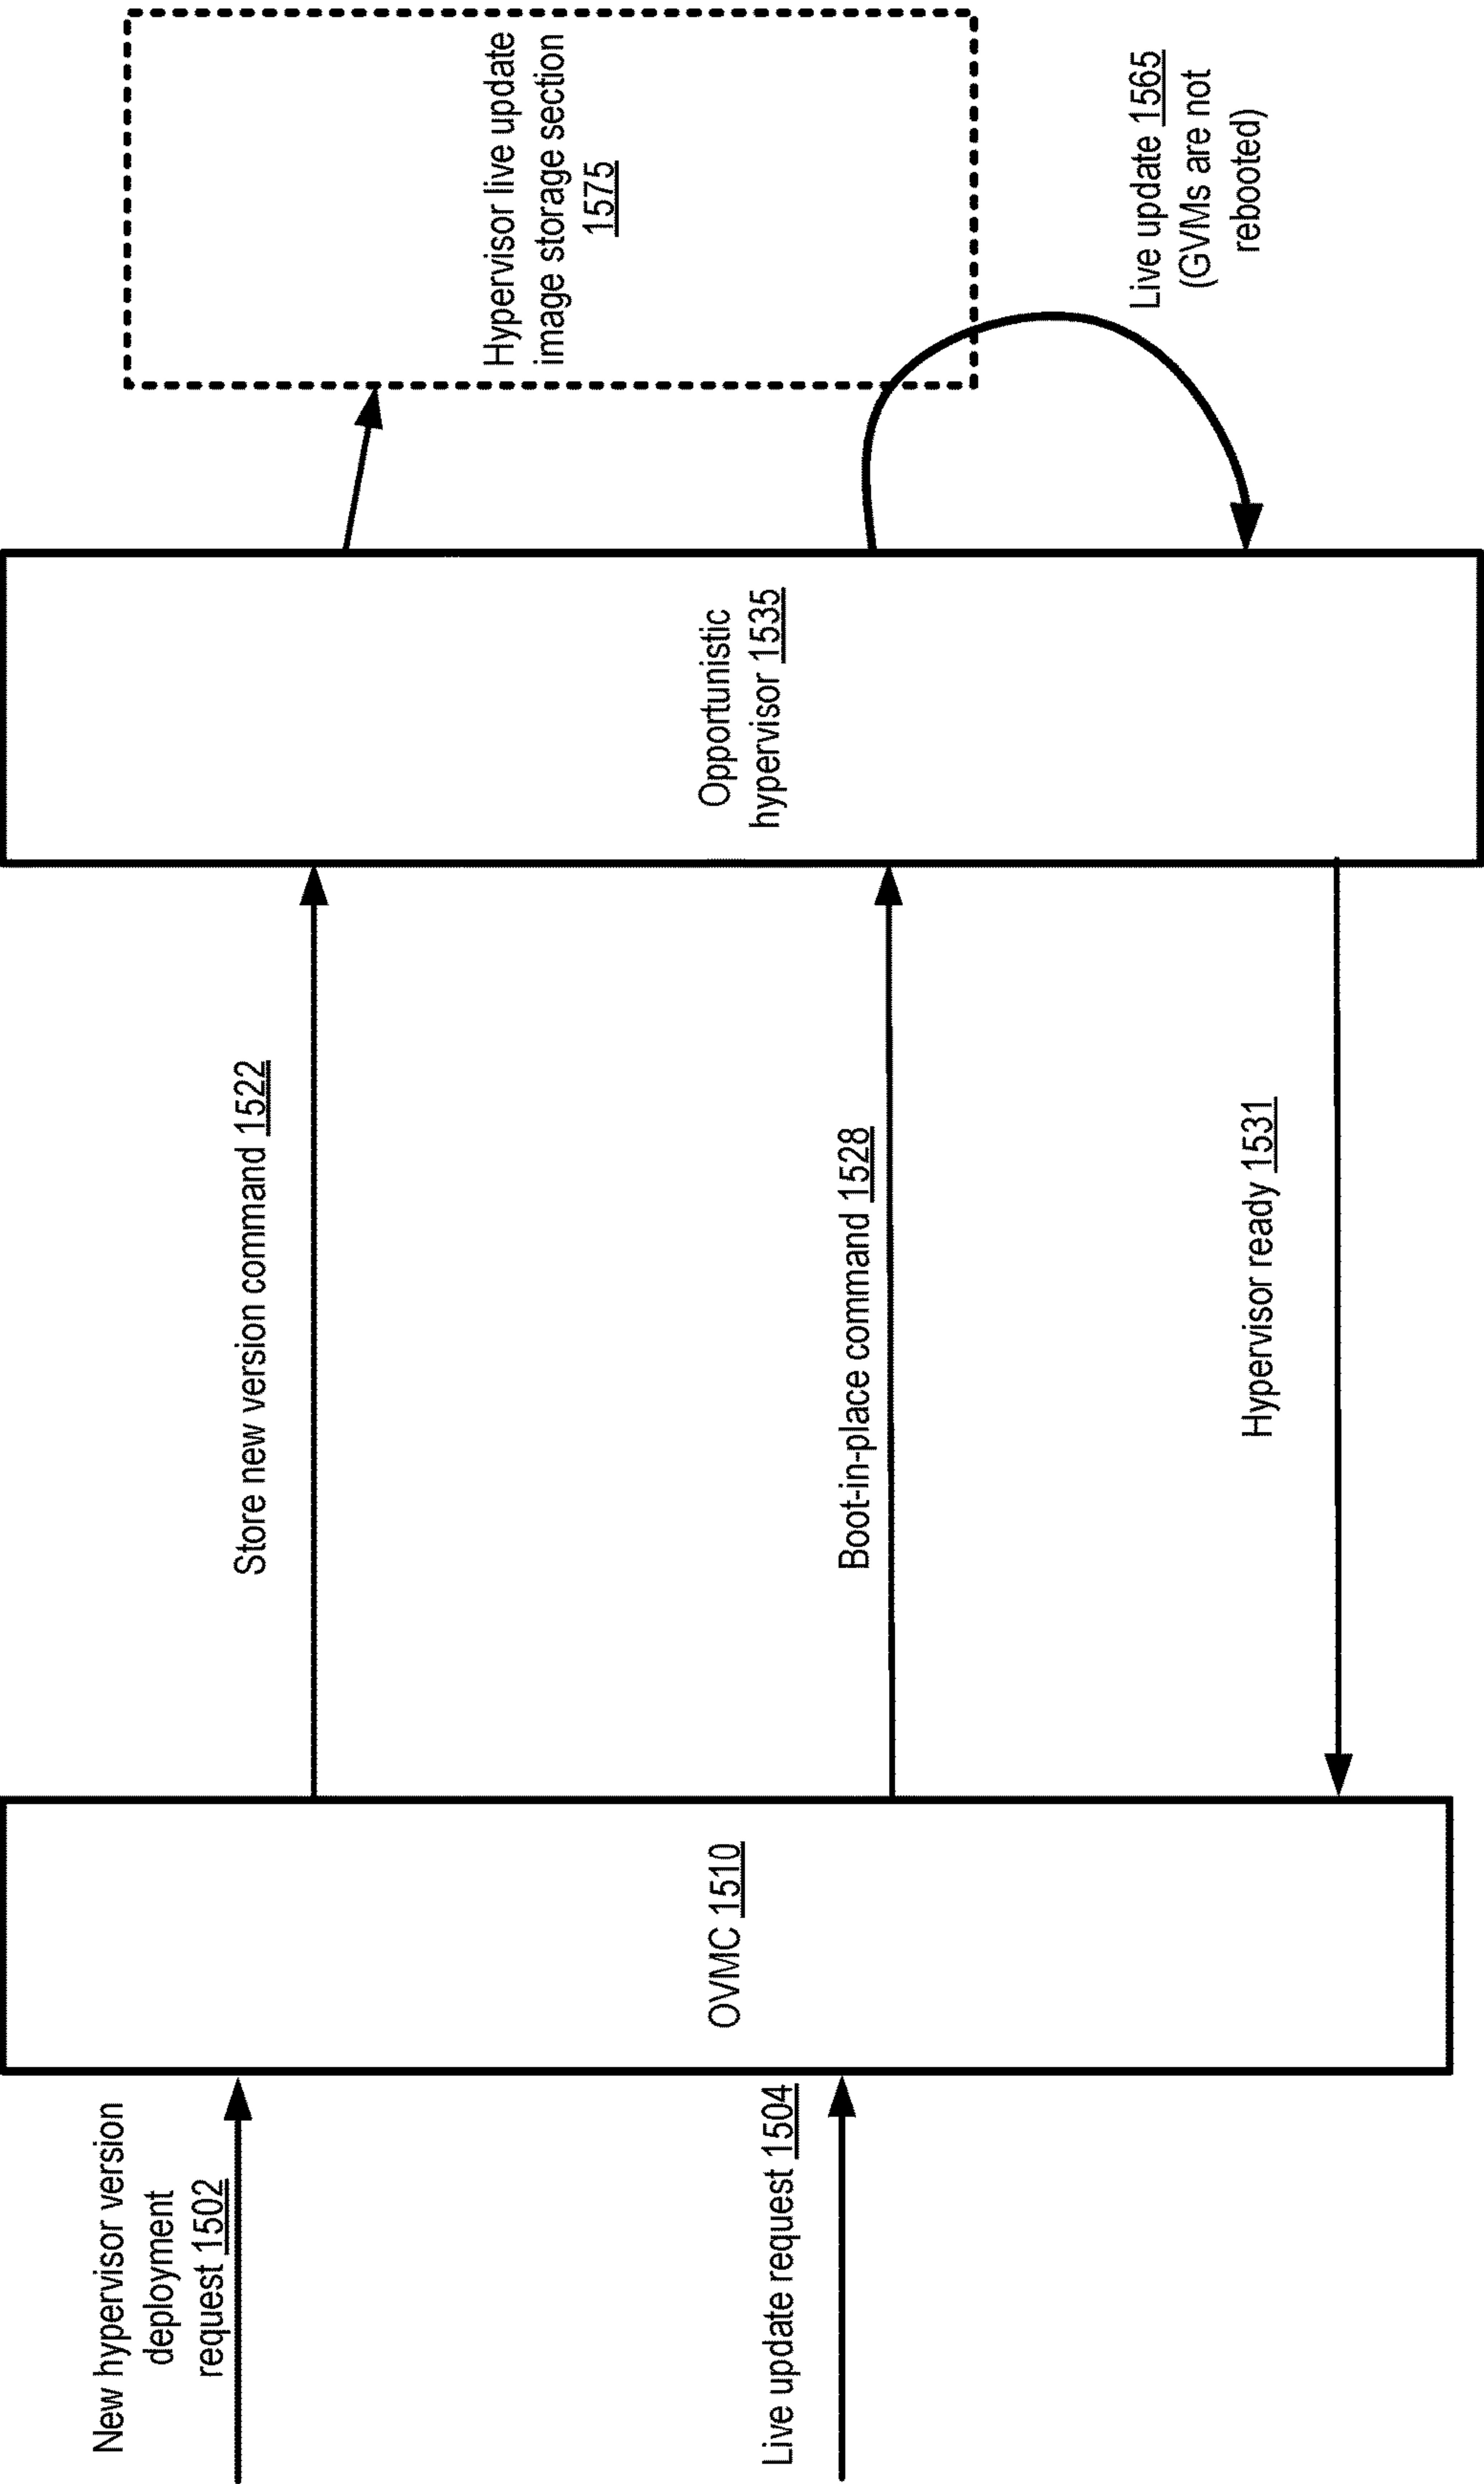 New hypervisor version
deployment
request 1502
Store new version command 1522
Hypervisor live update
image storage section
1575
OVMC 1510
Opportunistic
hypervisor 1535
Live update request 1504
Boot-in-place command 1528
Live update 1565
(GVMs are not
rebooted)
Hypervisor ready 1531